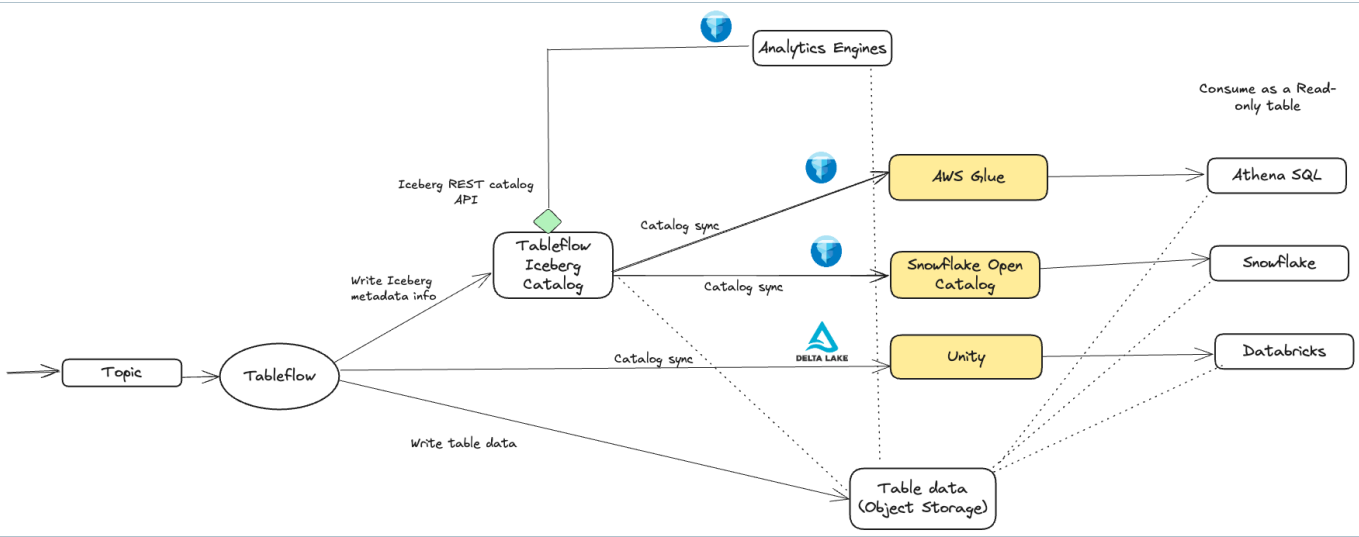 Analytics Engines
Consume as a Read-
only table
AWS Glue
Athena SQL
Iceberg REST catalog
API
Catalog sync
Tableflow
Iceberg
Catalog
Snowflake Open
Catalog
Snowflake
Catalog sync
Write Iceberg
metadata info
DELTA LAKE
Catalog sync
Unity
Databricks
Topic
Tableflow
Write table data
Table data
(Object Storage)